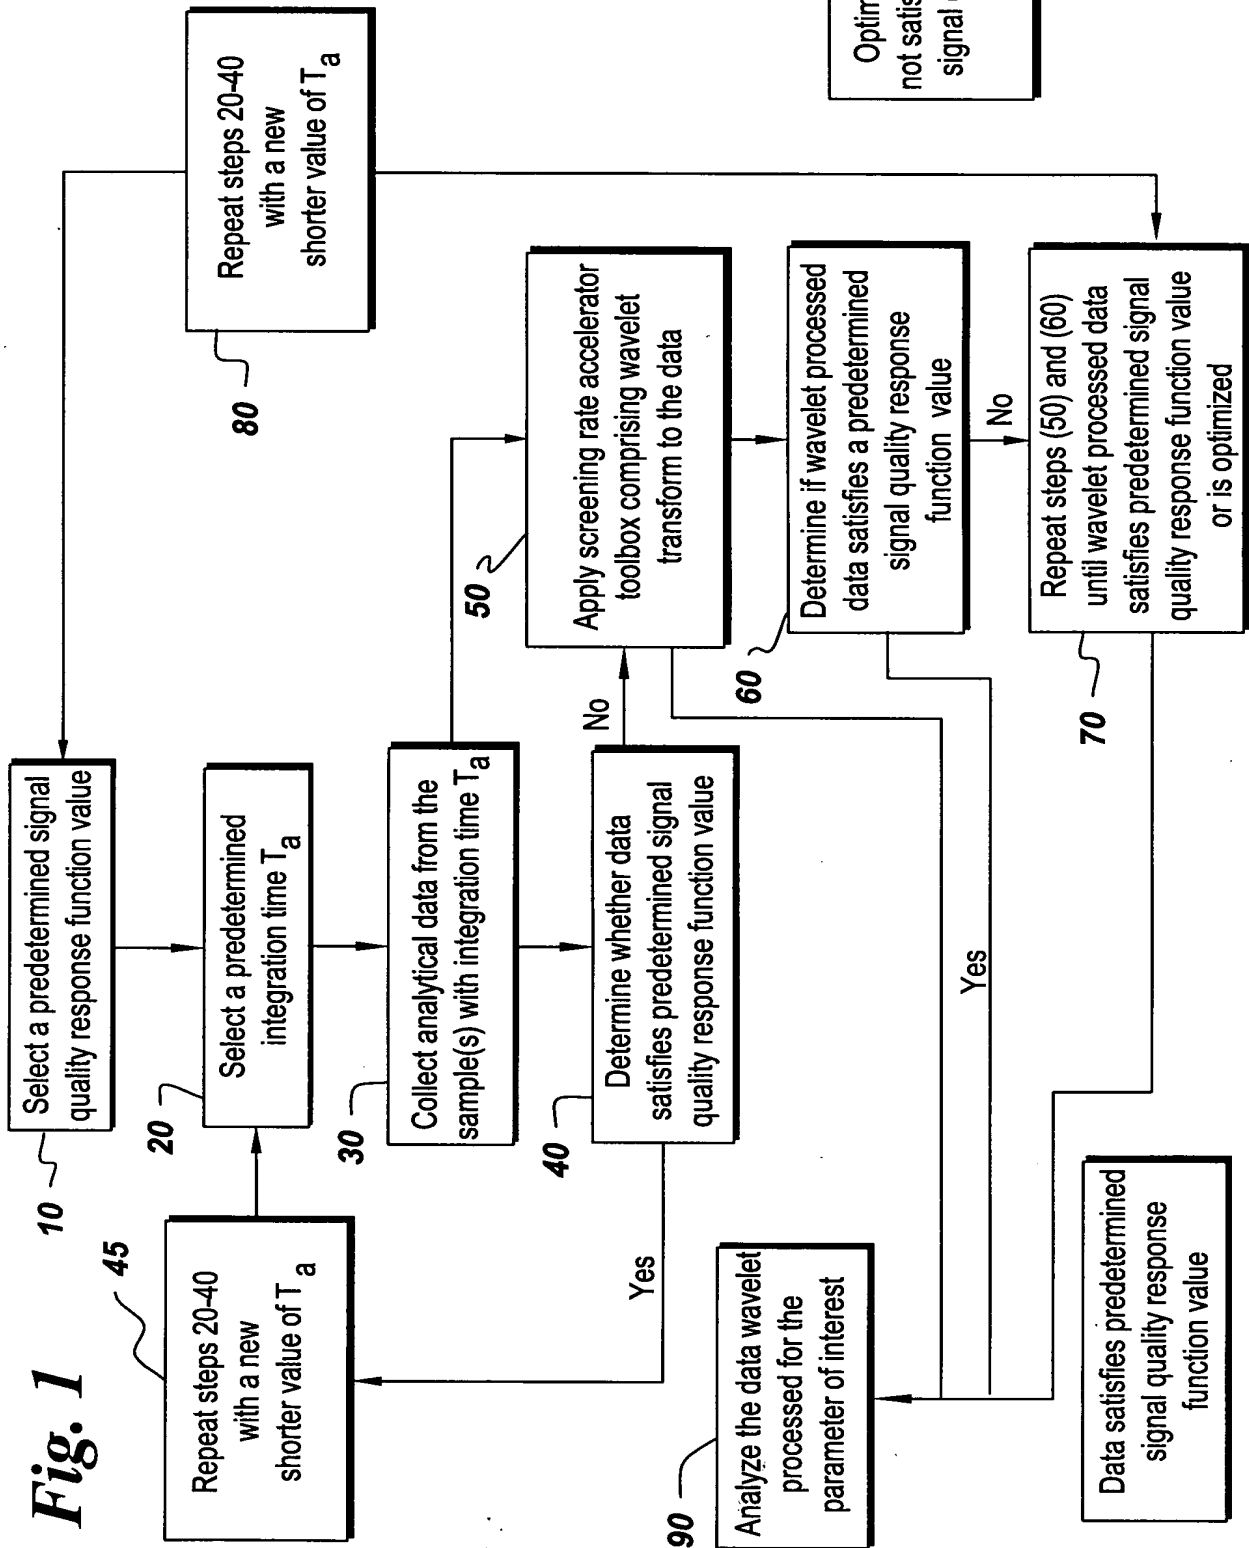 Fig. 1
10
Select a predetermined signal
quality response function value
20
Select a predetermined
integration time Ta
30
Collect analytical data from the
sample(s) with integration time Ta
40
Determine whether data
satisfies predetermined signal
quality response function value
Yes
No
45
Repeat steps 20-40
with a new
shorter value of Ta
50
Apply screening rate accelerator
toolbox comprising wavelet
transform to the data
60
Determine if wavelet processed
data satisfies a predetermined
signal quality response
function value
Yes
No
70
Repeat steps (50) and (60)
until wavelet processed data
satisfies predetermined signal
quality response function value
or is optimized
80
Repeat steps 20-40
with a new
shorter value of Ta
90
Analyze the data wavelet
processed for the
parameter of interest
Data satisfies predetermined
signal quality response
function value
Optim
not satis
signal